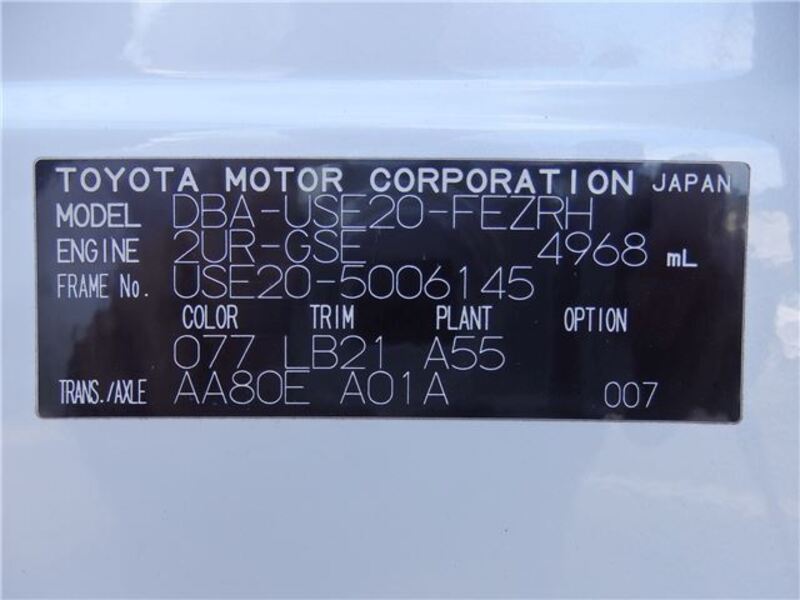 TOYOTA MOTOR CORPORATION JAPAN
MODEL DBA-USE20-FEZRH
ENGINE 2UR-GSE 4968 mL
FRAME No. USE20-5006145
COLOR TRIM PLANT OPTION
077 LB21 A55
TRANS./AXLE AA80E A01A 007